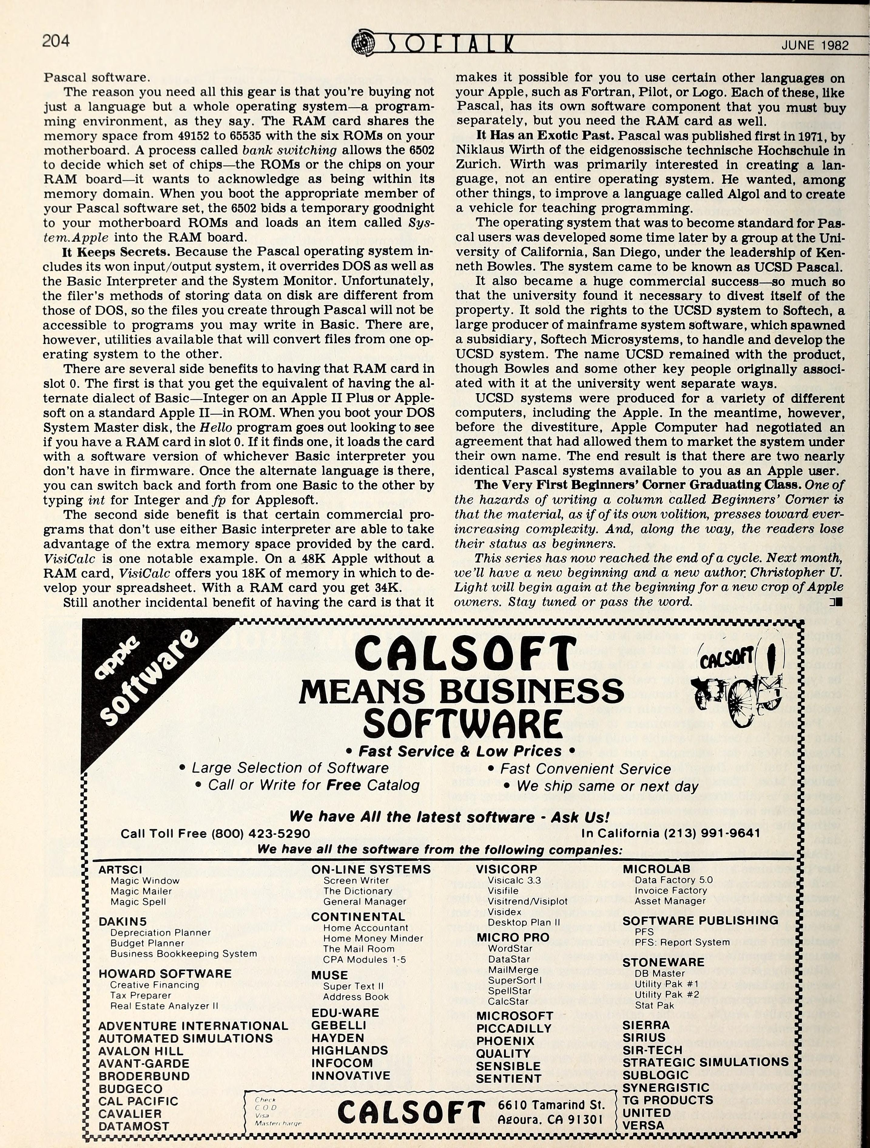 204
SOFTALK
JUNE 1982
Pascal software.
The reason you need all this gear is that you're buying not
just a language but a whole operating system—a program-
ming environment, as they say. The RAM card shares the
memory space from 49152 to 65535 with the six ROMs on your
motherboard. A process called bank switching allows the 6502
to decide which set of chips—the ROMs or the chips on your
RAM board—it wants to acknowledge as being within its
memory domain. When you boot the appropriate member of
your Pascal software set, the 6502 bids a temporary goodnight
to your motherboard ROMs and loads an item called Sys-
tem.Apple into the RAM board.
It Keeps Secrets. Because the Pascal operating system in-
cludes its won input/output system, it overrides DOS as well as
the Basic Interpreter and the System Monitor. Unfortunately,
the filer's methods of storing data on disk are different from
those of DOS, so the files you create through Pascal will not be
accessible to programs you may write in Basic. There are,
however, utilities available that will convert files from one op-
erating system to the other.
There are several side benefits to having that RAM card in
slot 0. The first is that you get the equivalent of having the al-
ternate dialect of Basic—Integer on an Apple II Plus or Apple-
soft on a standard Apple II—in ROM. When you boot your DOS
System Master disk, the Hello program goes out looking to see
if you have a RAM card in slot 0. If it finds one, it loads the card
with a software version of whichever Basic interpreter you
don't have in firmware. Once the alternate language is there,
you can switch back and forth from one Basic to the other by
typing int for Integer and fp for Applesoft.
The second side benefit is that certain commercial pro-
grams that don't use either Basic interpreter are able to take
advantage of the extra memory space provided by the card.
VisiCalc is one notable example. On a 48K Apple without a
RAM card, VisiCalc offers you 18K of memory in which to de-
velop your spreadsheet. With a RAM card you get 34K.
Still another incidental benefit of having the card is that it
makes it possible for you to use certain other languages on
your Apple, such as Fortran, Pilot, or Logo. Each of these, like
Pascal, has its own software component that you must buy
separately, but you need the RAM card as well.
It Has an Exotic Past. Pascal was published first in 1971, by
Niklaus Wirth of the eidgenossische technische Hochschule in
Zurich. Wirth was primarily interested in creating a lan-
guage, not an entire operating system. He wanted, among
other things, to improve a language called Algol and to create
a vehicle for teaching programming.
The operating system that was to become standard for Pas-
cal users was developed some time later by a group at the Uni-
versity of California, San Diego, under the leadership of Ken-
neth Bowles. The system came to be known as UCSD Pascal.
It also became a huge commercial success—so much so
that the university found it necessary to divest itself of the
property. It sold the rights to the UCSD system to Softech, a
large producer of mainframe system software, which spawned
a subsidiary, Softech Microsystems, to handle and develop the
UCSD system. The name UCSD remained with the product,
though Bowles and some other key people originally associ-
ated with it at the university went separate ways.
UCSD systems were produced for a variety of different
computers, including the Apple. In the meantime, however,
before the divestiture, Apple Computer had negotiated an
agreement that had allowed them to market the system under
their own name. The end result is that there are two nearly
identical Pascal systems available to you as an Apple user.
The Very First Beginners' Corner Graduating Class. One of
the hazards of writing a column called Beginners' Corner is
that the material, as if of its own volition, presses toward ever-
increasing complexity. And, along the way, the readers lose
their status as beginners.
This series has now reached the end of a cycle. Next month,
we'll have a new beginning and a new author. Christopher U.
Light will begin again at the beginning for a new crop of Apple
owners. Stay tuned or pass the word.
apple
software
CALSOFT
MEANS BUSINESS
SOFTWARE
CALSOFT
• Fast Service & Low Prices •
• Large Selection of Software
• Fast Convenient Service
• Call or Write for Free Catalog
• We ship same or next day
We have All the latest software - Ask Us!
Call Toll Free (800) 423-5290
In California (213) 991-9641
We have all the software from the following companies:
ARTSCI
Magic Window
Magic Mailer
Magic Spell
DAKIN5
Depreciation Planner
Budget Planner
Business Bookkeeping System
HOWARD SOFTWARE
Creative Financing
Tax Preparer
Real Estate Analyzer II
ADVENTURE INTERNATIONAL
AUTOMATED SIMULATIONS
AVALON HILL
AVANT-GARDE
BRODERBUND
BUDGECO
CAL PACIFIC
CAVALIER
DATAMOST
ON-LINE SYSTEMS
Screen Writer
The Dictionary
General Manager
CONTINENTAL
Home Accountant
Home Money Minder
The Mail Room
CPA Modules 1-5
MUSE
Super Text II
Address Book
EDU-WARE
GEBELLI
HAYDEN
HIGHLANDS
INFOCOM
INNOVATIVE
VISICORP
Visicalc 3.3
Visifile
Visitrend/Visiplot
Visidex
Desktop Plan II
MICRO PRO
WordStar
DataStar
MailMerge
SuperSort I
SpellStar
CalcStar
MICROSOFT
PICCADILLY
PHOENIX
QUALITY
SENSIBLE
SENTIENT
MICROLAB
Data Factory 5.0
Invoice Factory
Asset Manager
SOFTWARE PUBLISHING
PFS
PFS: Report System
STONEWARE
DB Master
Utility Pak #1
Utility Pak #2
Stat Pak
SIERRA
SIRIUS
SIR-TECH
STRATEGIC SIMULATIONS
SUBLOGIC
SYNERGISTIC
TG PRODUCTS
UNITED
VERSA
Check
C.O.D
Visa
Mastercharge
CALSOFT
6610 Tamarind St.
Agoura, CA 91301